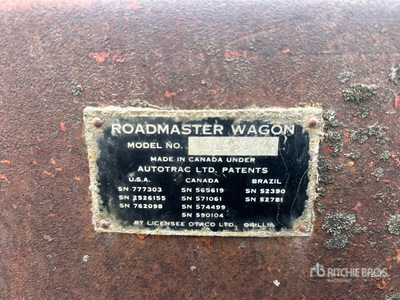 ROADMASTER WAGON
MODEL NO.
MADE IN CANADA UNDER
AUTOTRAC LTD. PATENTS
U.S.A. CANADA BRAZIL
SN 777303 SN 565619 SN 52390
SN 2526155 SN 571061 SN 52781
SN 762098 SN 574499
SN 590104
BY LICENSEE OTACO LTD., ORILLIA
rb RITCHIE BROS.